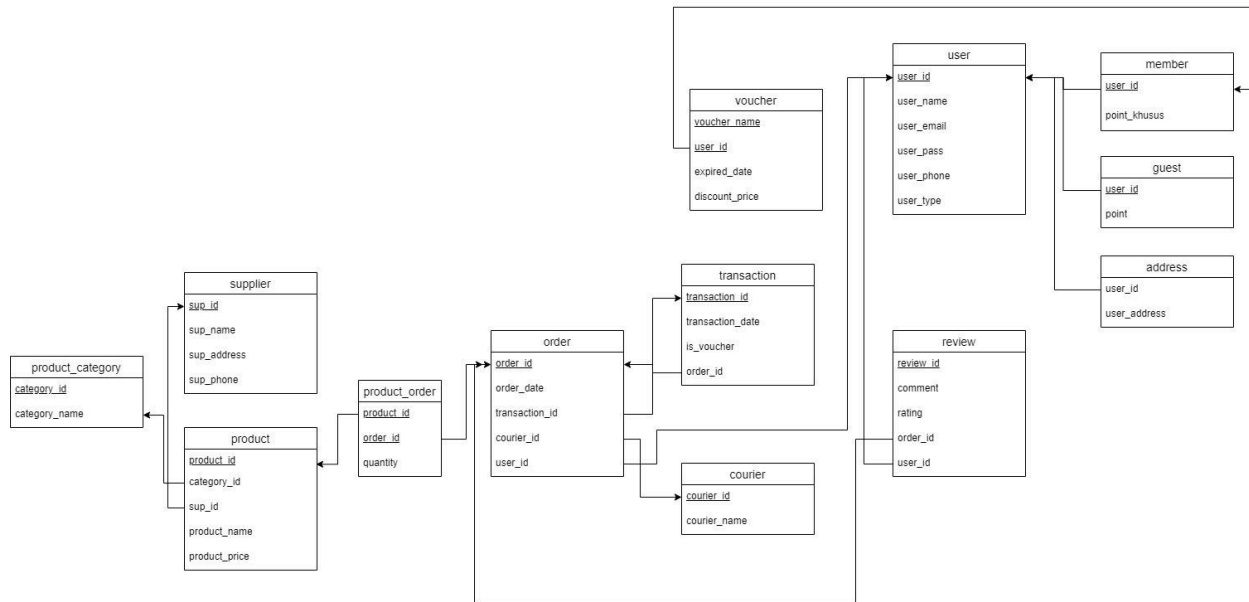 user
user_id
user_name
user_email
user_pass
user_phone
user_type
member
user_id
point_khusus
voucher
voucher_name
user_id
expired_date
discount_price
guest
user_id
point
address
user_id
user_address
supplier
sup_id
sup_name
sup_address
sup_phone
transaction
transaction_id
transaction_date
is_voucher
order_id
order
order_id
order_date
transaction_id
courier_id
user_id
review
review_id
comment
rating
order_id
user_id
product_category
category_id
category_name
product_order
product_id
order_id
quantity
product
product_id
category_id
sup_id
product_name
product_price
courier
courier_id
courier_name